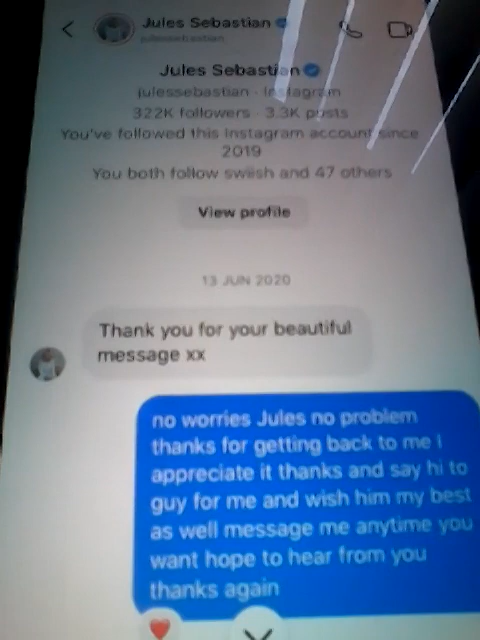 Jules Sebastian
julessebastian
Jules Sebastian
julessebastian · Instagram
322K followers · 3.3K posts
You've followed this Instagram account since
2019
You both follow swiish and 47 others
View profile
13 JUN 2020
Thank you for your beautiful
message xx
no worries Jules no problem
thanks for getting back to me I
appreciate it thanks and say hi to
guy for me and wish him my best
as well message me anytime you
want hope to hear from you
thanks again